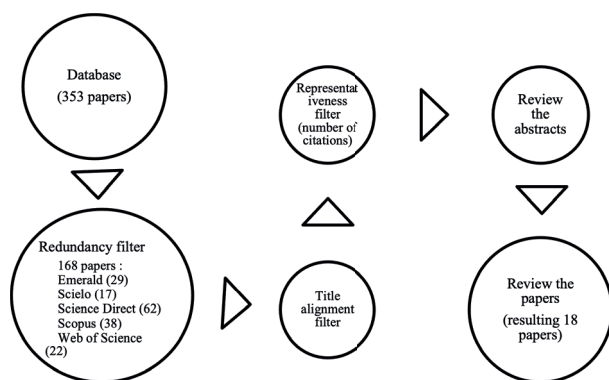 Database
(353 papers)
Redundancy filter
168 papers :
Emerald (29)
Scielo (17)
Science Direct (62)
Scopus (38)
Web of Science
(22)
Title
alignment
filter
Representat
iveness
filter
(number of
citations)
Review
the
abstracts
Review the
papers
(resulting 18
papers)